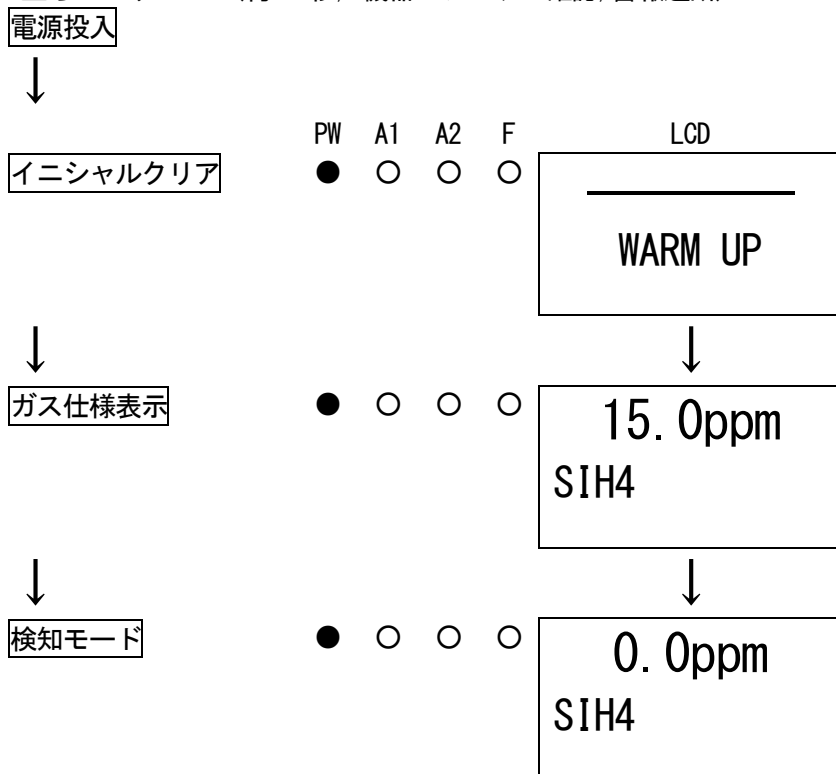 電源投入
↓
PW A1 A2 F LCD
イニシャルクリア ● ○ ○ ○
WARM UP
↓ ↓
ガス仕様表示 ● ○ ○ ○ 15.0ppm
SIH4
↓ ↓
検知モード ● ○ ○ ○ 0.0ppm
SIH4